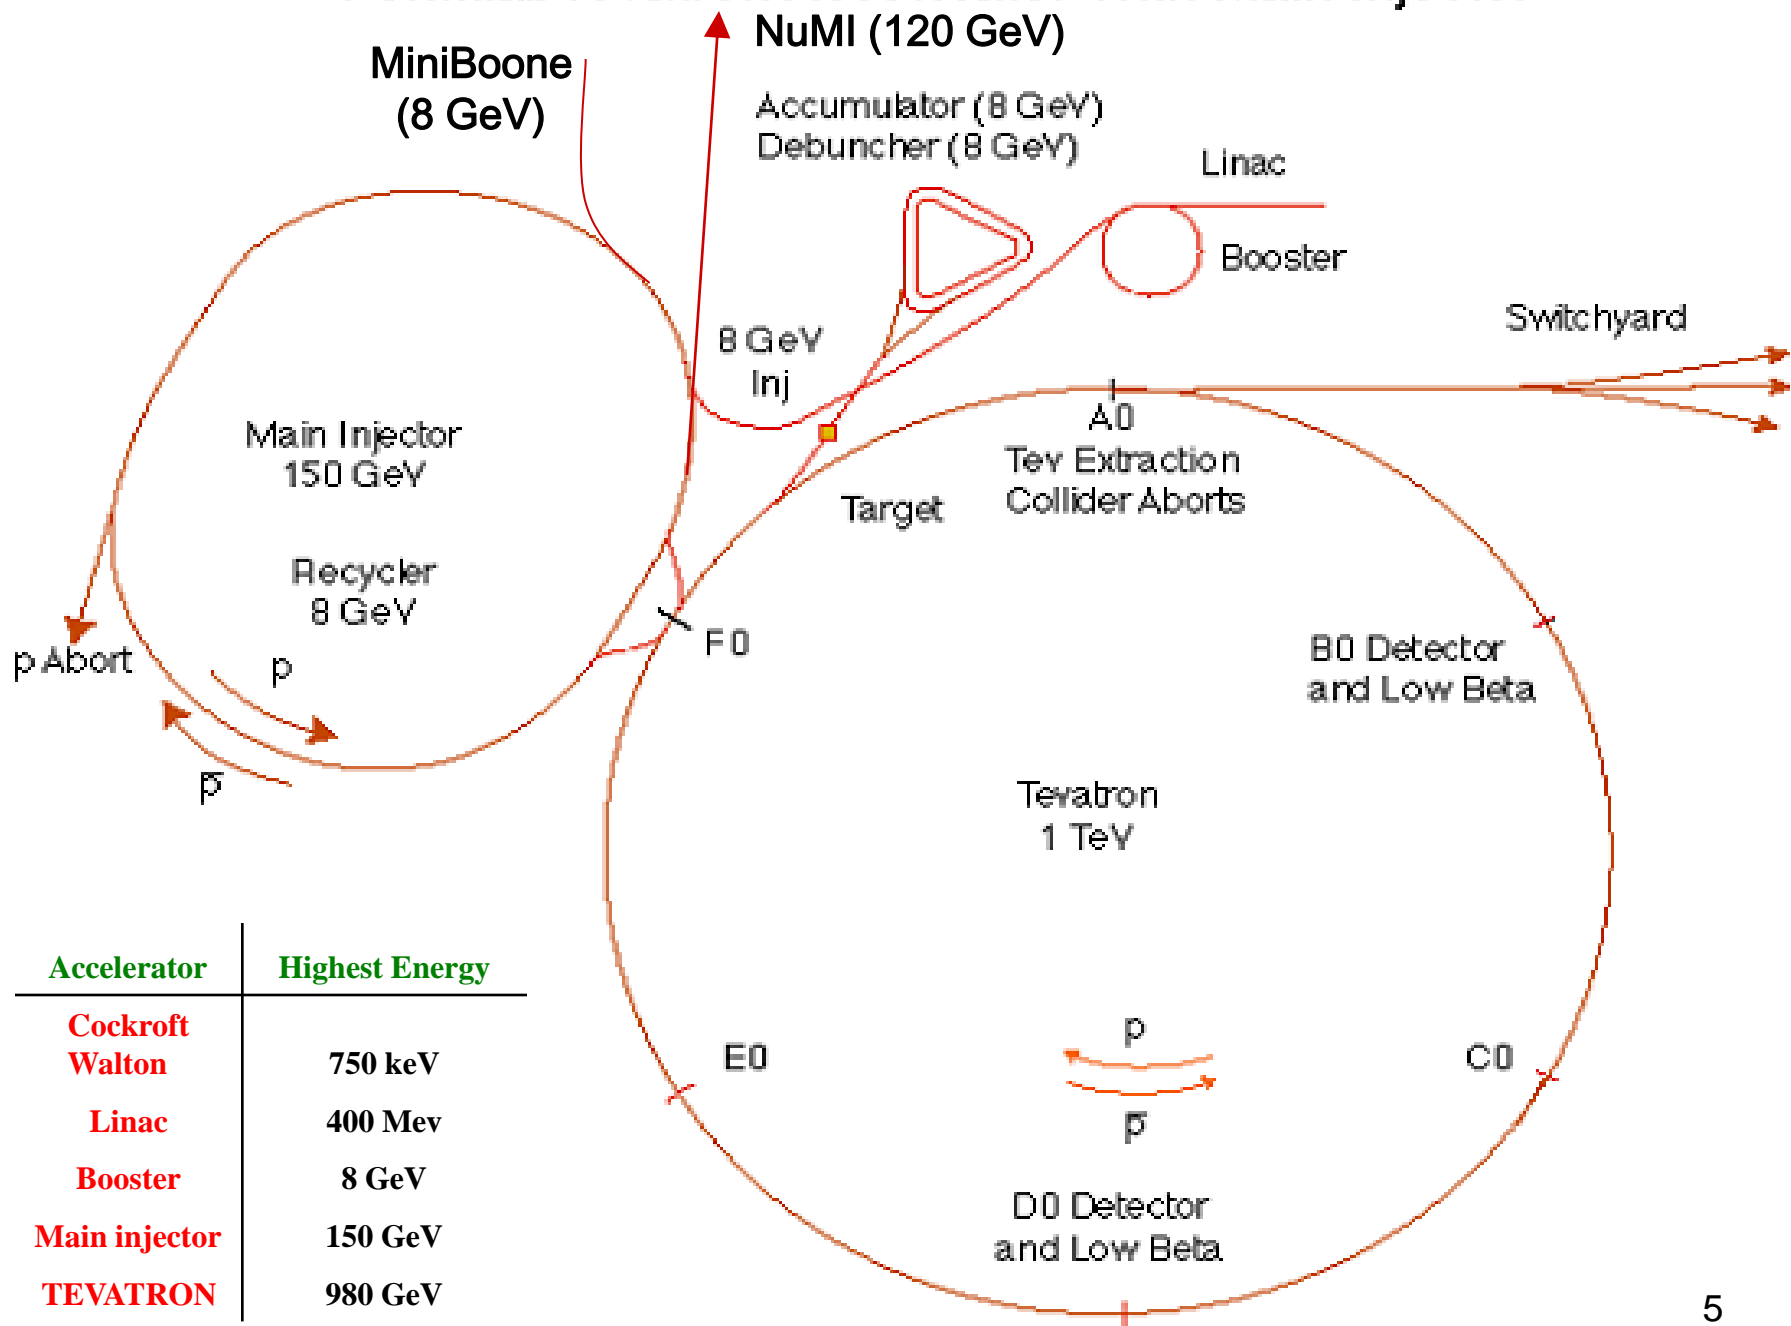 NuMI (120 GeV)
MiniBoone
(8 GeV)
Accumulator (8 GeV)
Debuncher (8 GeV)
Linac
Booster
Switchyard
8 GeV
Inj
A0
Tev Extraction
Collider Aborts
Target
Main Injector
150 GeV
Recycler
8 GeV
F0
p Abort
p
p̅
B0 Detector
and Low Beta
Tevatron
1 TeV
E0
C0
p
p̅
D0 Detector
and Low Beta
Accelerator Highest Energy
Cockroft
Walton 750 keV
Linac 400 Mev
Booster 8 GeV
Main injector 150 GeV
TEVATRON 980 GeV
5